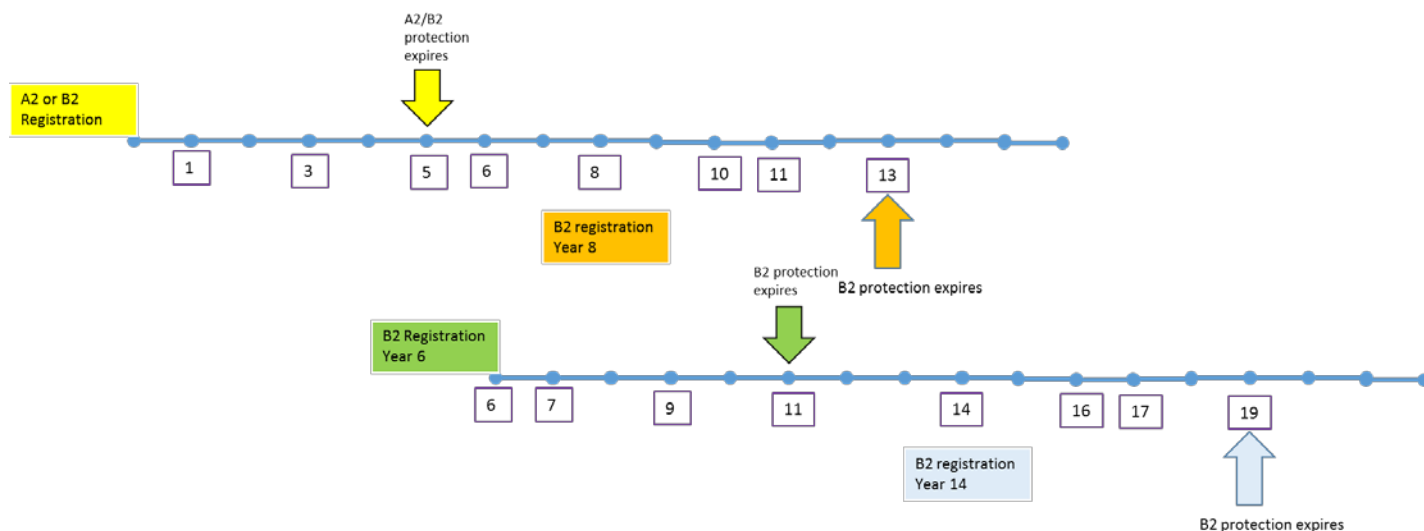 A2/B2
protection
expires
A2 or B2
Registration
1
3
5
6
8
10
11
13
B2 registration
Year 8
B2 protection
expires
B2 protection expires
B2 Registration
Year 6
6
7
9
11
14
16
17
19
B2 registration
Year 14
B2 protection expires